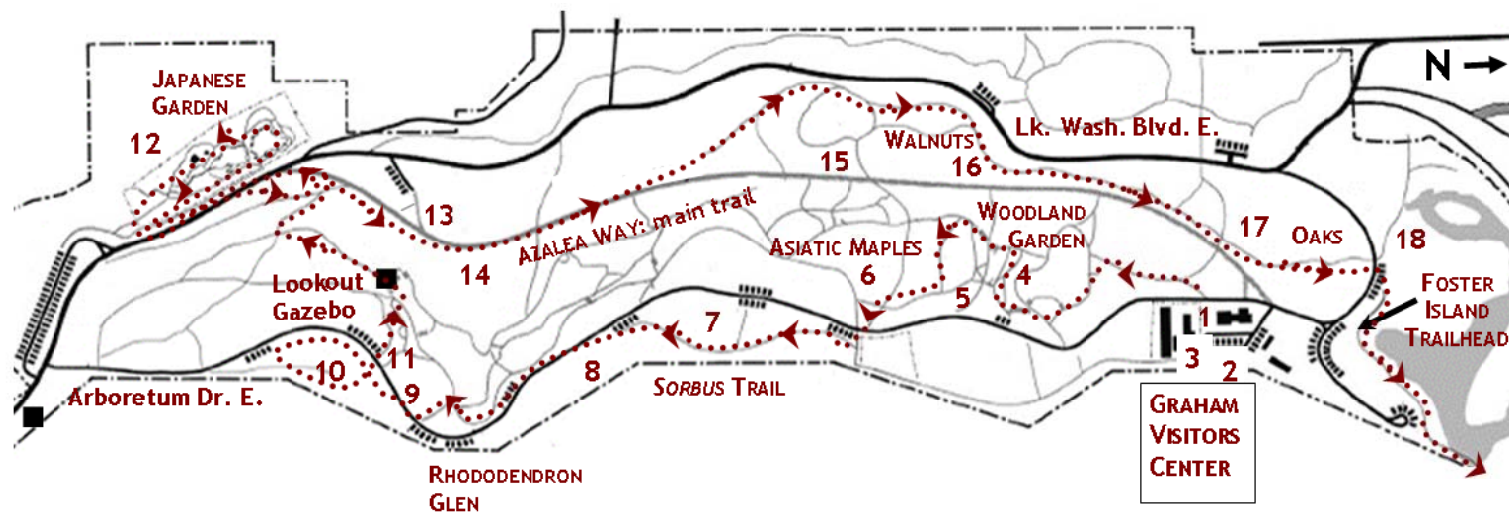 N
JAPANESE
GARDEN
12
Lk. Wash. Blvd. E.
WALNUTS
15
16
13
AZALEA WAY: main trail
14
WOODLAND
GARDEN
17
OAKS
18
ASIATIC MAPLES
6
4
5
Lookout
Gazebo
FOSTER
ISLAND
TRAILHEAD
1
7
3
2
11
10
9
8
SORBUS TRAIL
Arboretum Dr. E.
GRAHAM
VISITORS
CENTER
RHODODENDRON
GLEN